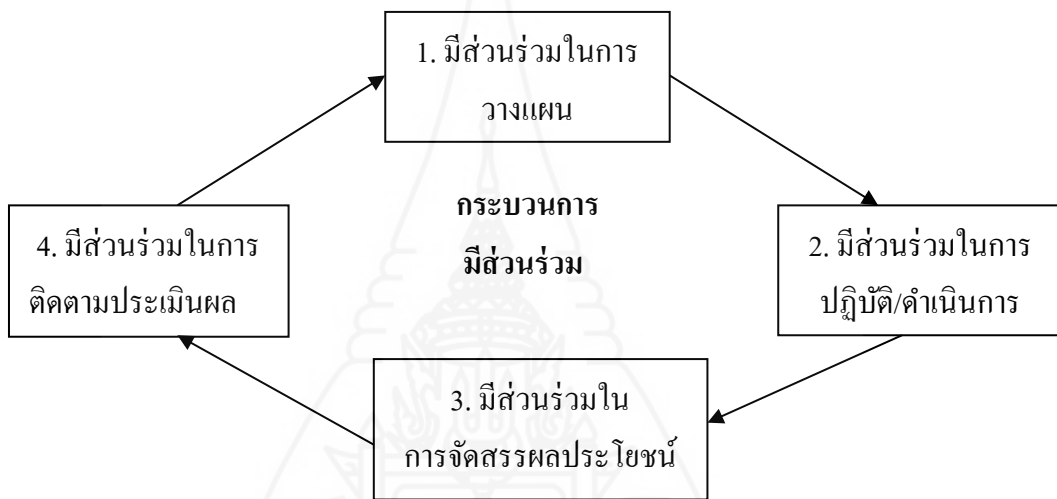 1. มีส่วนร่วมในการ
วางแผน
กระบวนการ
มีส่วนร่วม
2. มีส่วนร่วมในการ
ปฏิบัติ/ดำเนินการ
3. มีส่วนร่วมใน
การจัดสรรผลประโยชน์
4. มีส่วนร่วมในการ
ติดตามประเมินผล